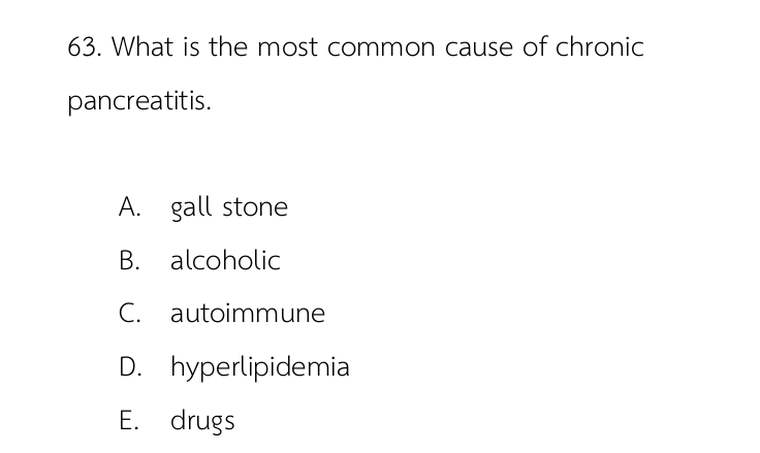 63. What is the most common cause of chronic
pancreatitis.
A. gall stone
B. alcoholic
C. autoimmune
D. hyperlipidemia
E. drugs